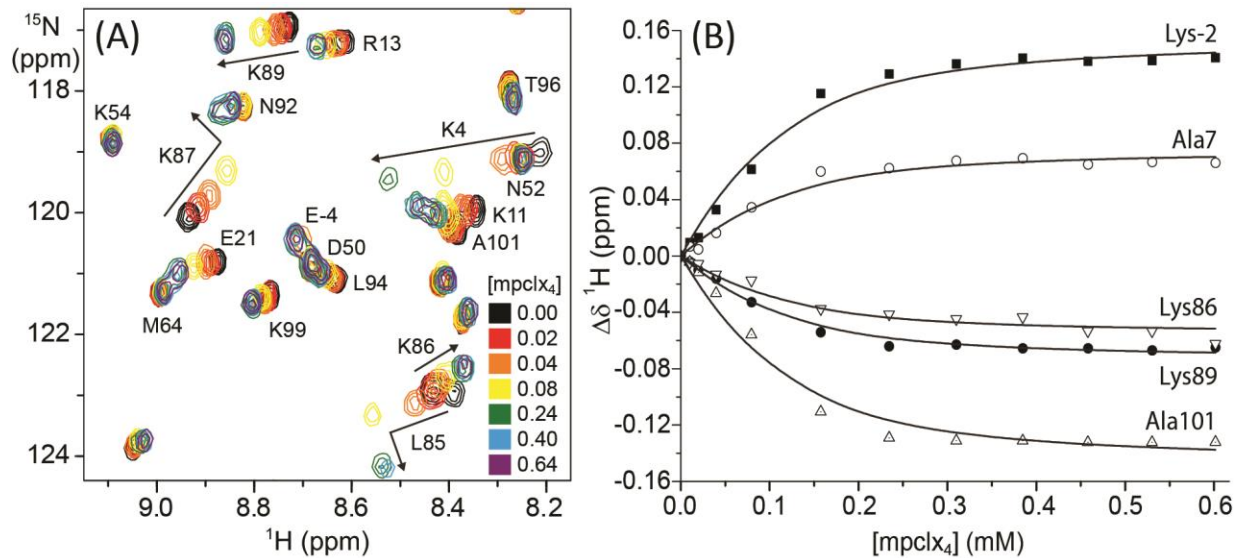 (A)
¹⁵N
(ppm)
R13
K89
118
T96
K54
N92
K4
K87
N52
120
K11
E21
E-4
A101
D50
L94
[mpclx₄]
0.00
M64
0.02
122
K99
K86
0.04
0.08
L85
0.24
124
0.40
0.64
9.0 8.8 8.6 8.4 8.2
¹H (ppm)
(B)
Lys-2
0.16
0.12
Ala7
0.08
0.04
0.00
Δδ ¹H (ppm)
-0.04
Lys86
-0.08
Lys89
Ala101
-0.12
-0.16
0.0 0.1 0.2 0.3 0.4 0.5 0.6
[mpclx₄] (mM)